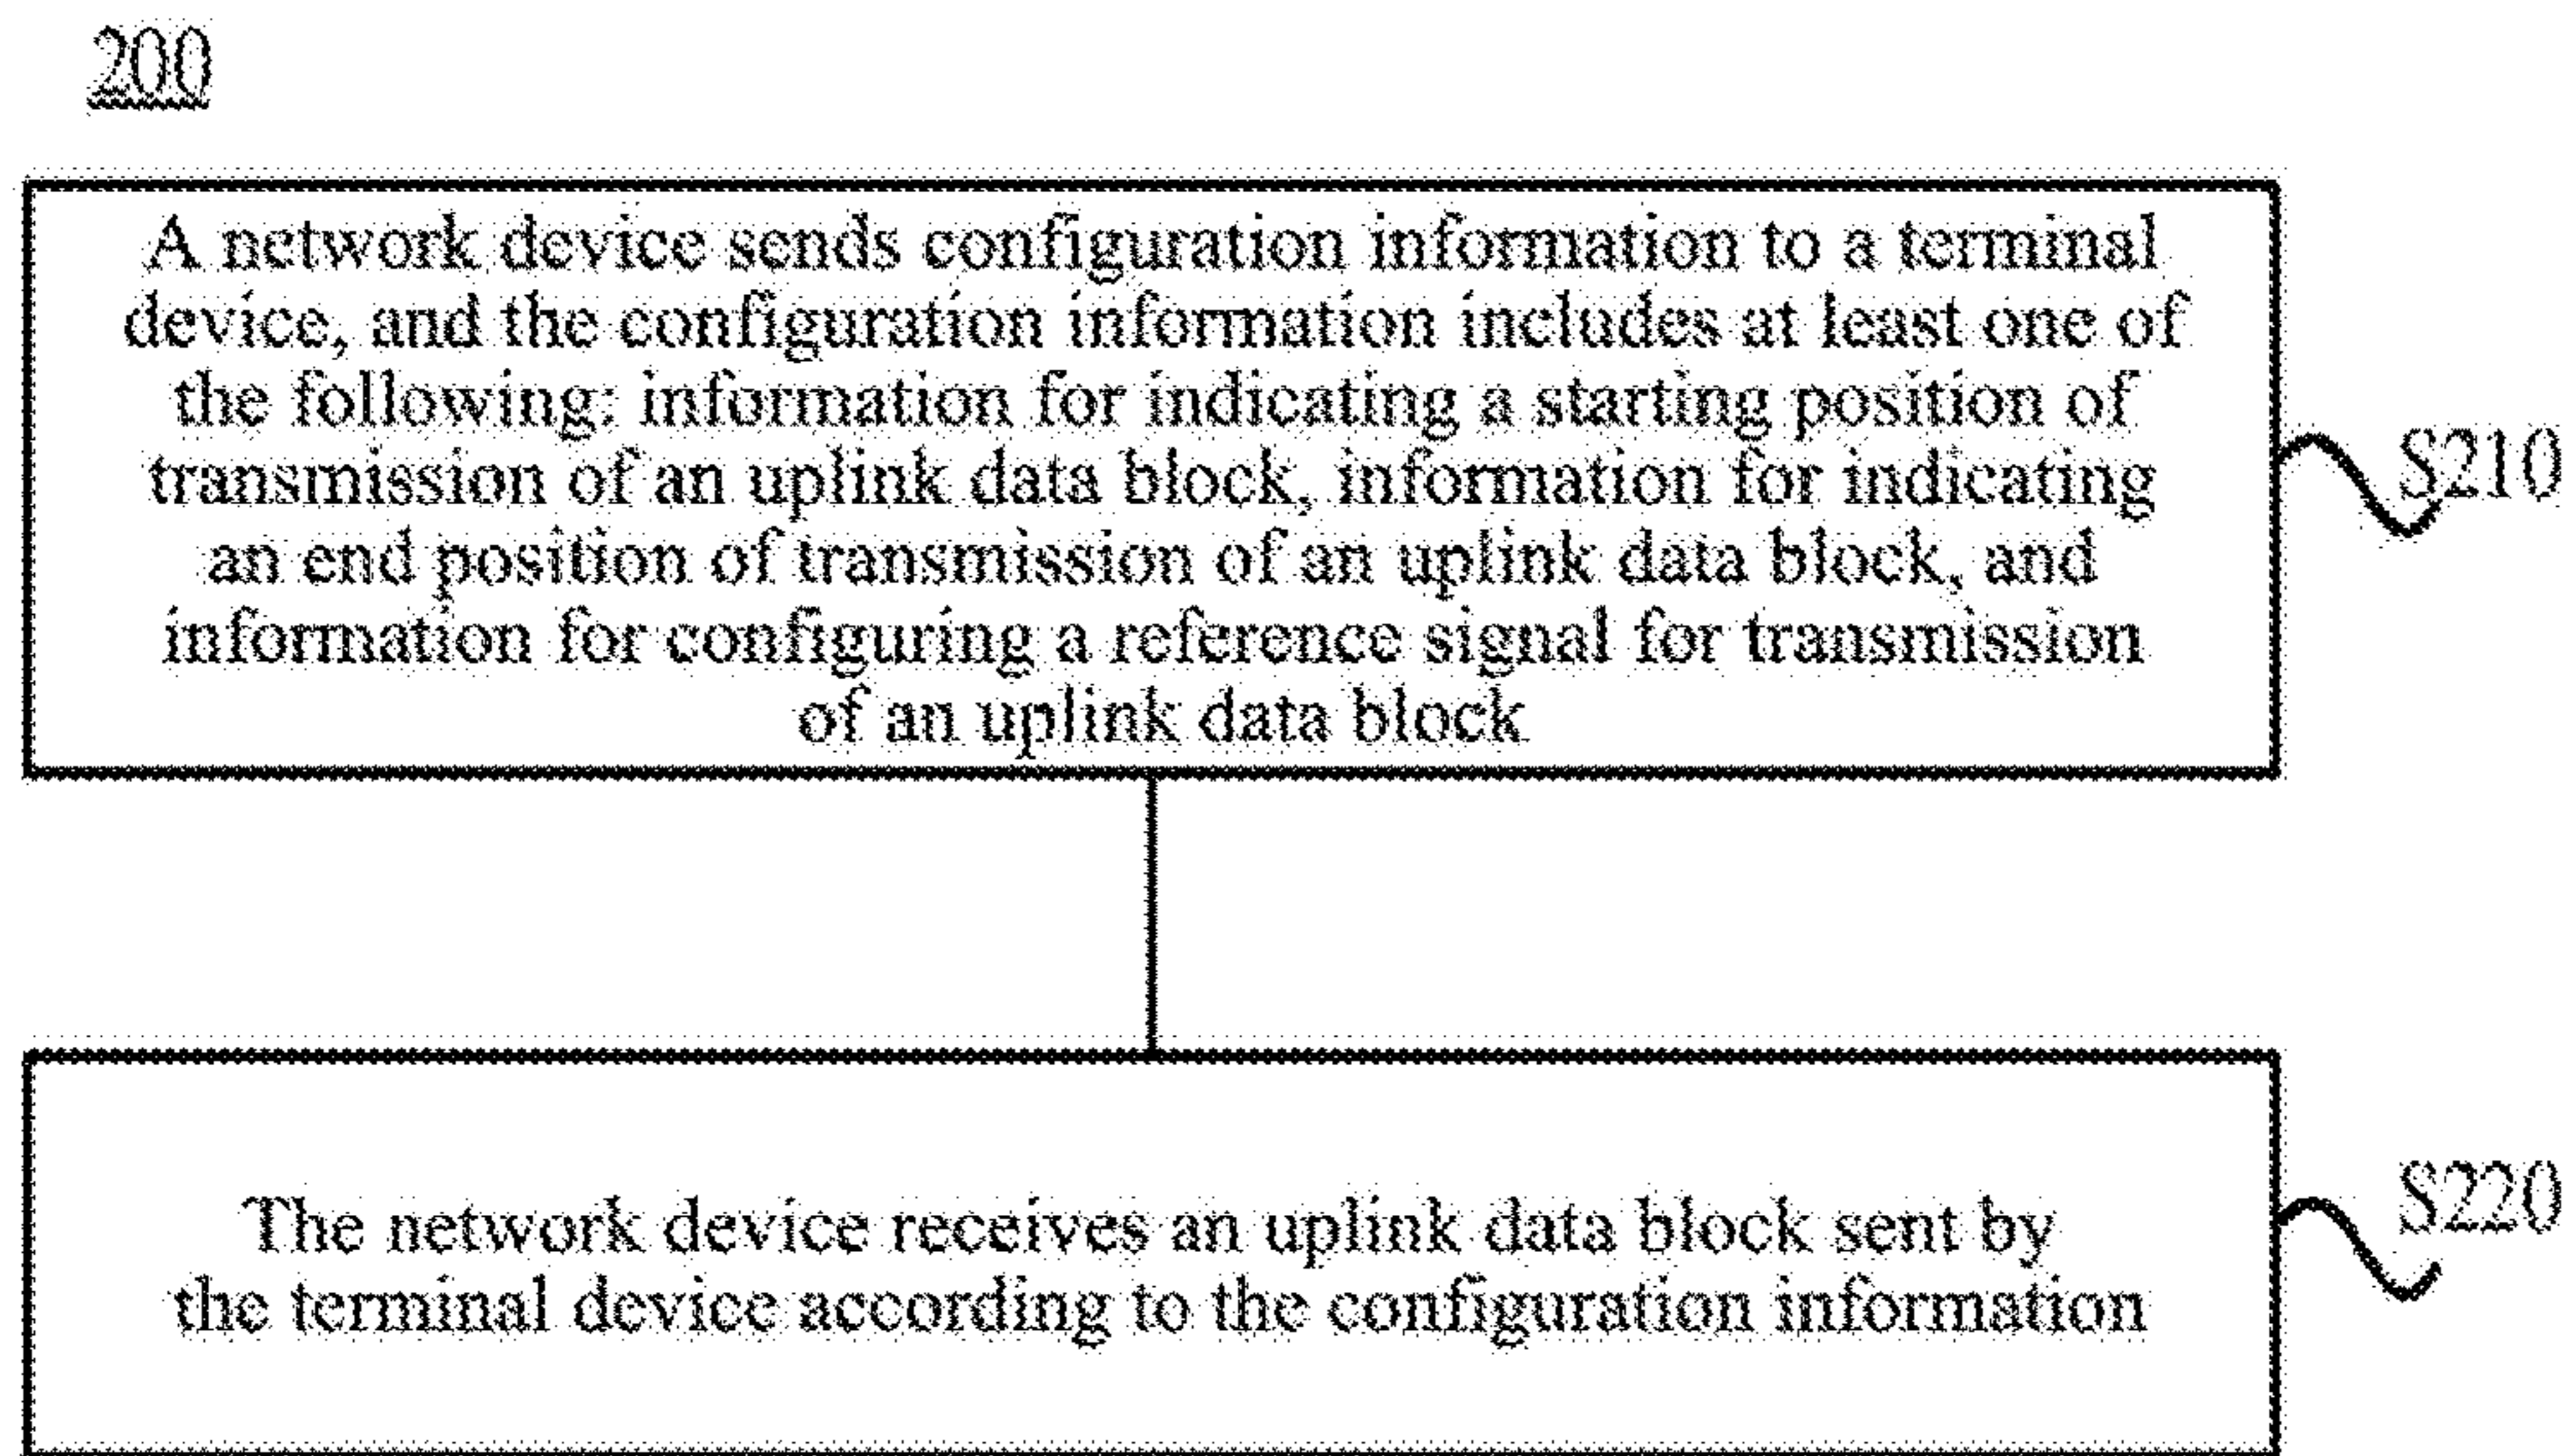 200
A network device sends configuration information to a terminal
device, and the configuration information includes at least one of
the following: information for indicating a starting position of
transmission of an uplink data block, information for indicating
an end position of transmission of an uplink data block, and
information for configuring a reference signal for transmission
of an uplink data block
S210
The network device receives an uplink data block sent by
the terminal device according to the configuration information
S220